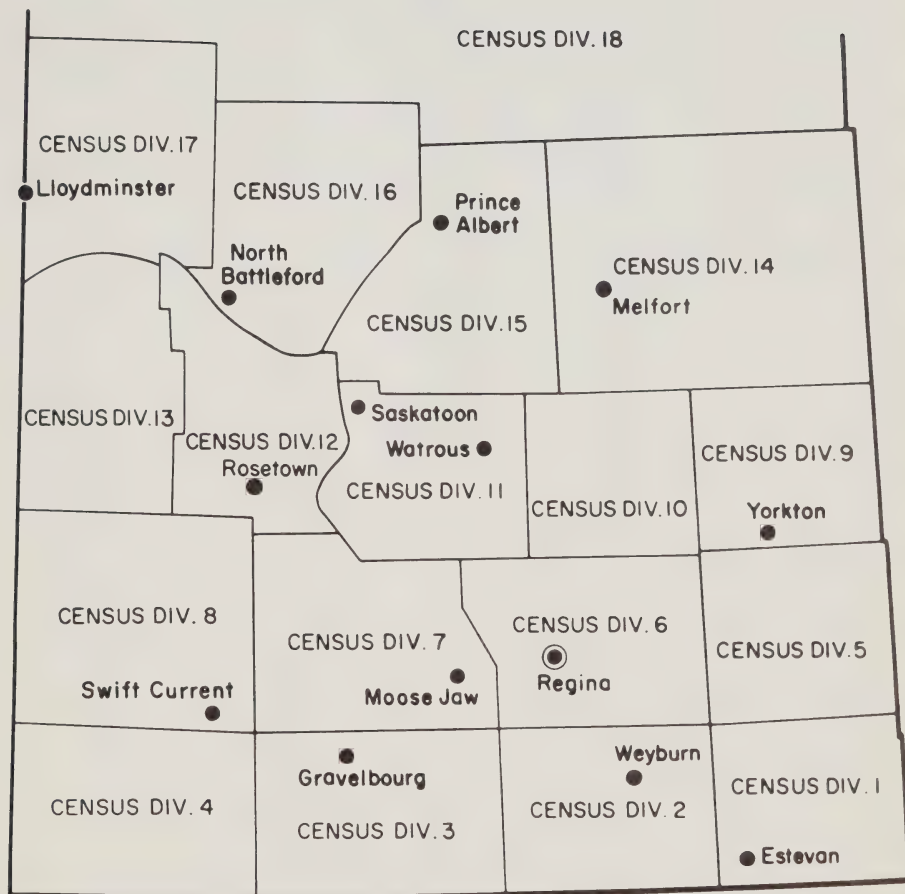 CENSUS DIV. 18
CENSUS DIV. 17
Lloydminster
CENSUS DIV. 16
Prince
Albert
North
Battleford
CENSUS DIV. 14
Melfort
CENSUS DIV. 15
CENSUS DIV. 13
Saskatoon
CENSUS DIV. 12
Rosetown
Watrous
CENSUS DIV. 11
CENSUS DIV. 10
CENSUS DIV. 9
Yorkton
CENSUS DIV. 8
Swift Current
CENSUS DIV. 7
Moose Jaw
CENSUS DIV. 6
Regina
CENSUS DIV. 5
CENSUS DIV. 4
Gravelbourg
CENSUS DIV. 3
Weyburn
CENSUS DIV. 2
CENSUS DIV. 1
Estevan